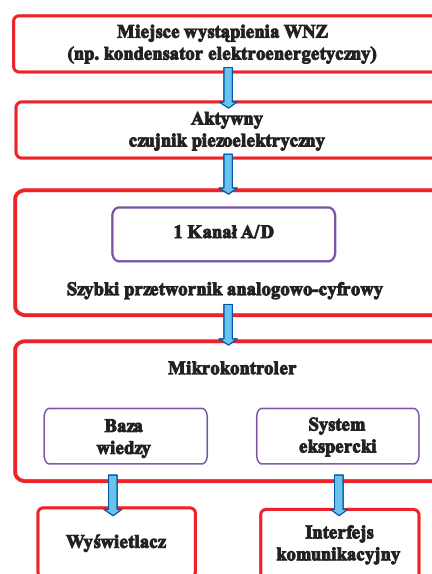 Miejsce wystąpienia WNZ
(np. kondensator elektroenergetyczny)
Aktywny
czujnik piezoelektryczny
1 Kanał A/D
Szybki przetwornik analogowo-cyfrowy
Mikrokontroler
Baza
wiedzy
System
ekspercki
Wyświetlacz
Interfejs
komunikacyjny